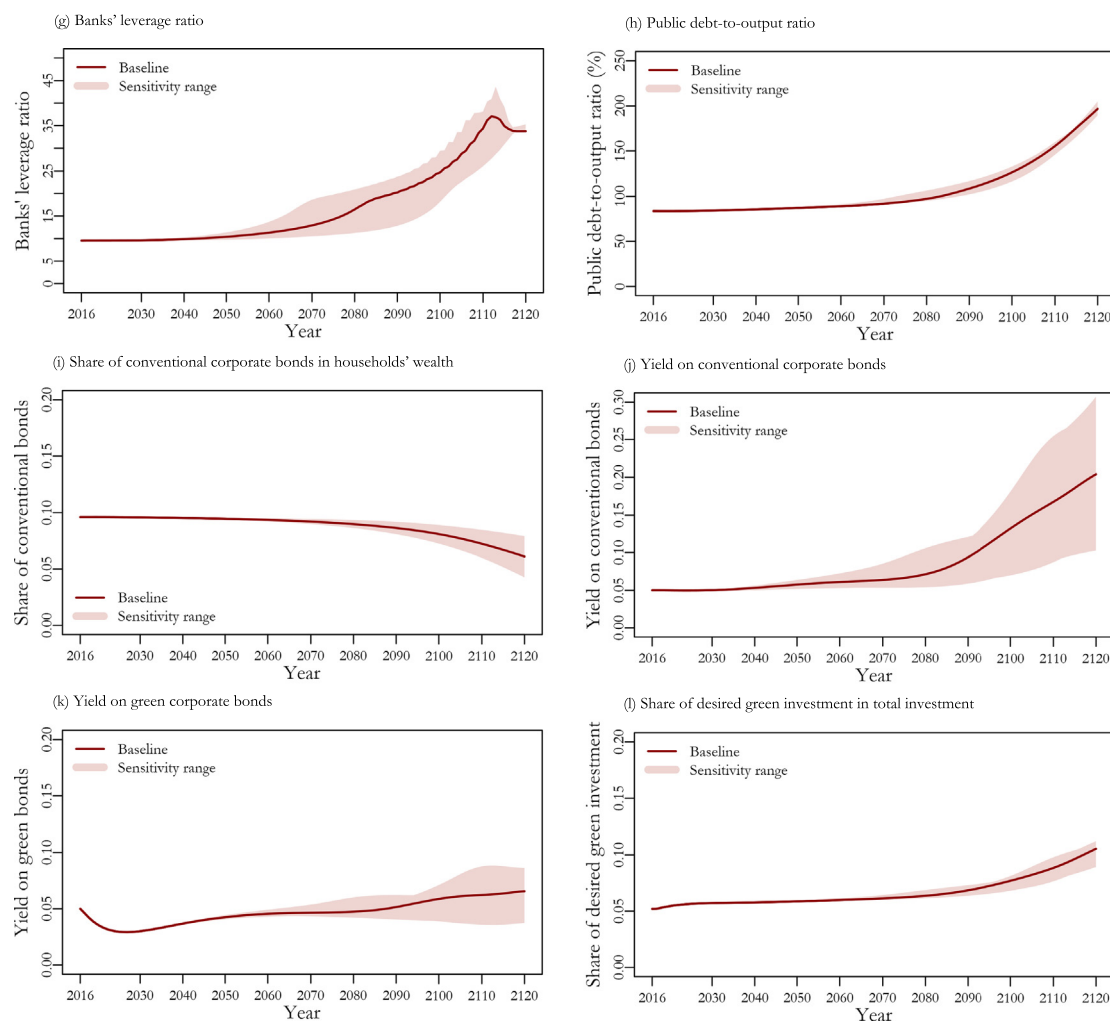 (g) Banks' leverage ratio
Banks' leverage ratio
45
35
25
15
5
0
Baseline
Sensitivity range
2016 2030 2040 2050 2060 2070 2080 2090 2100 2110 2120
Year
(h) Public debt-to-output ratio
Public debt-to-output ratio (%)
250
200
150
100
50
0
Baseline
Sensitivity range
2016 2030 2040 2050 2060 2070 2080 2090 2100 2110 2120
Year
(i) Share of conventional corporate bonds in households' wealth
Share of conventional bonds
0.20
0.15
0.10
0.05
0.00
Baseline
Sensitivity range
2016 2030 2040 2050 2060 2070 2080 2090 2100 2110 2120
Year
(j) Yield on conventional corporate bonds
Yield on conventional bonds
0.30
0.25
0.20
0.15
0.10
0.05
0.00
Baseline
Sensitivity range
2016 2030 2040 2050 2060 2070 2080 2090 2100 2110 2120
Year
(k) Yield on green corporate bonds
Yield on green bonds
0.20
0.15
0.10
0.05
0.00
Baseline
Sensitivity range
2016 2030 2040 2050 2060 2070 2080 2090 2100 2110 2120
Year
(l) Share of desired green investment in total investment
Share of desired green investment
0.20
0.15
0.10
0.05
0.00
Baseline
Sensitivity range
2016 2030 2040 2050 2060 2070 2080 2090 2100 2110 2120
Year